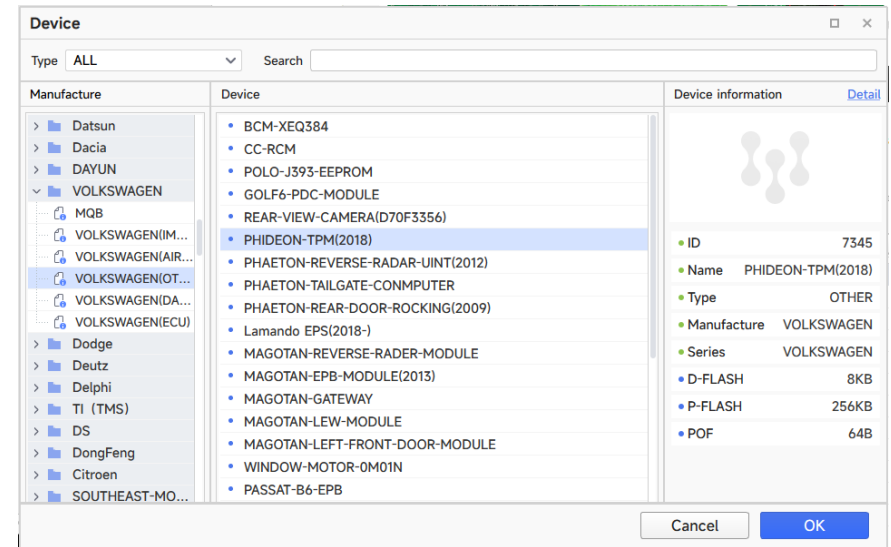 Device
Type ALL Search
Manufacture
Datsun
Dacia
DAYUN
VOLKSWAGEN
MQB
VOLKSWAGEN(IM...
VOLKSWAGEN(AIR...
VOLKSWAGEN(OT...
VOLKSWAGEN(DA...
VOLKSWAGEN(ECU)
Dodge
Deutz
Delphi
TI (TMS)
DS
DongFeng
Citroen
SOUTHEAST-MO...
Device
BCM-XEQ384
CC-RCM
POLO-J393-EEPROM
GOLF6-PDC-MODULE
REAR-VIEW-CAMERA(D70F3356)
PHIDEON-TPM(2018)
PHAETON-REVERSE-RADAR-UINT(2012)
PHAETON-TAILGATE-CONMPUTER
PHAETON-REAR-DOOR-ROCKING(2009)
Lamando EPS(2018-)
MAGOTAN-REVERSE-RADER-MODULE
MAGOTAN-EPB-MODULE(2013)
MAGOTAN-GATEWAY
MAGOTAN-LEW-MODULE
MAGOTAN-LEFT-FRONT-DOOR-MODULE
WINDOW-MOTOR-0M01N
PASSAT-B6-EPB
Device information Detail
ID 7345
Name PHIDEON-TPM(2018)
Type OTHER
Manufacture VOLKSWAGEN
Series VOLKSWAGEN
D-FLASH 8KB
P-FLASH 256KB
POF 64B
Cancel OK